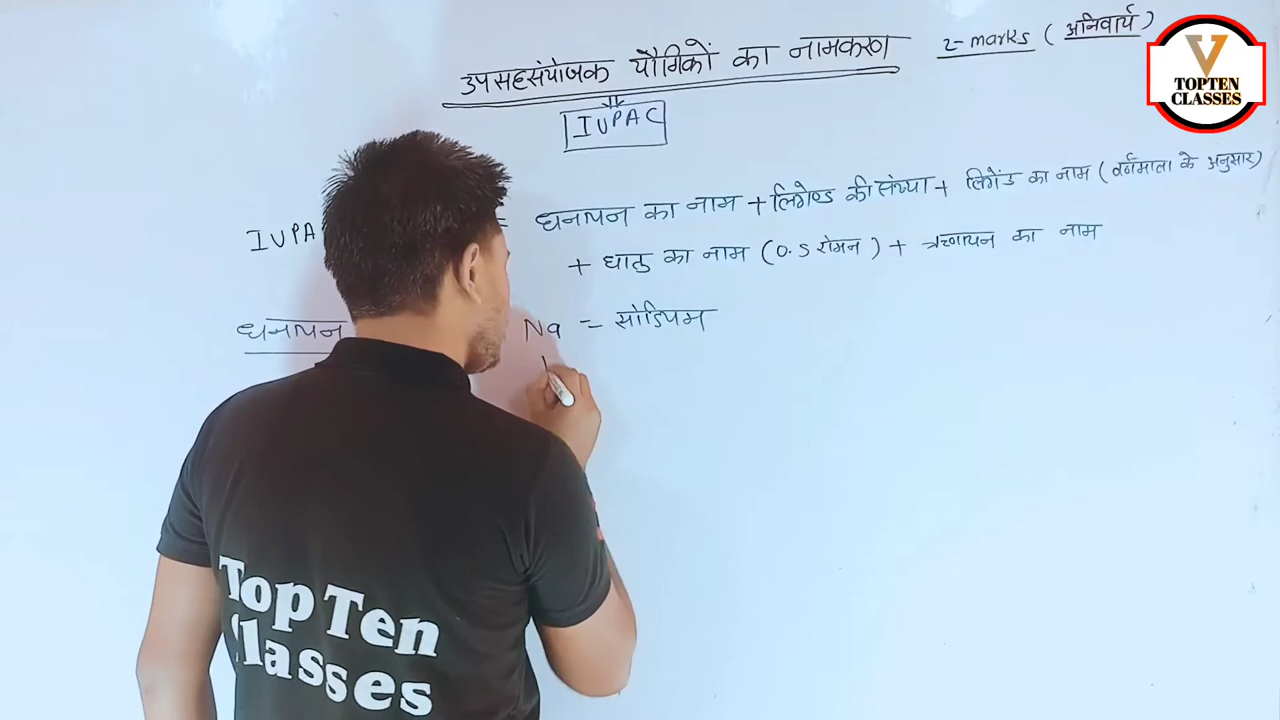 उपसहसंयोजक यौगिकों का नामकरण 2-marks (अनिवार्य)
IUPAC
TOPTEN
CLASSES
IUPA = धनायन का नाम + लिगेण्ड की संख्या + लिगेंड का नाम (वर्णमाला के अनुसार)
+ धातु का नाम (O.S रोमन) + ऋणायन का नाम
धनायन Na = सोडियम
TopTen
Classes